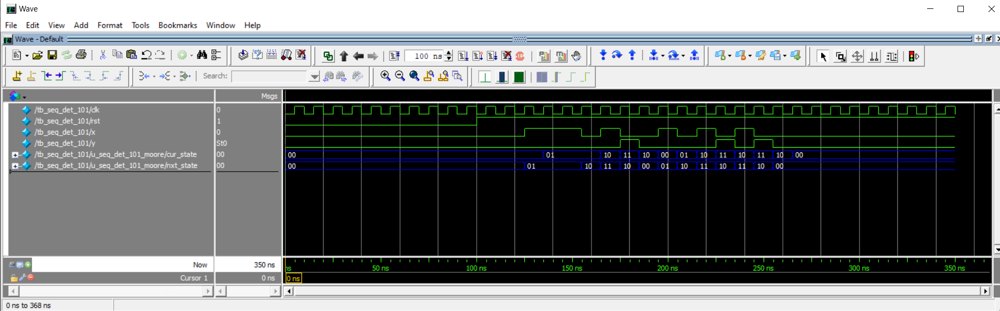 Wave
File Edit View Add Format Tools Bookmarks Window Help
Wave - Default
100 ns
Search:
Msgs
/tb_seq_det_101/clk 0
/tb_seq_det_101/rst 1
/tb_seq_det_101/x 0
/tb_seq_det_101/y St0
/tb_seq_det_101/u_seq_det_101_moore/cur_state 00 00 01 10 11 10 00 01 10 11 10 11 10 00
/tb_seq_det_101/u_seq_det_101_moore/nxt_state 00 00 01 10 11 10 00 01 10 11 10 11 10 00
Now 350 ns ns 50 ns 100 ns 150 ns 200 ns 250 ns 300 ns 350 ns
Cursor 1 0 ns 0 ns
0 ns to 368 ns